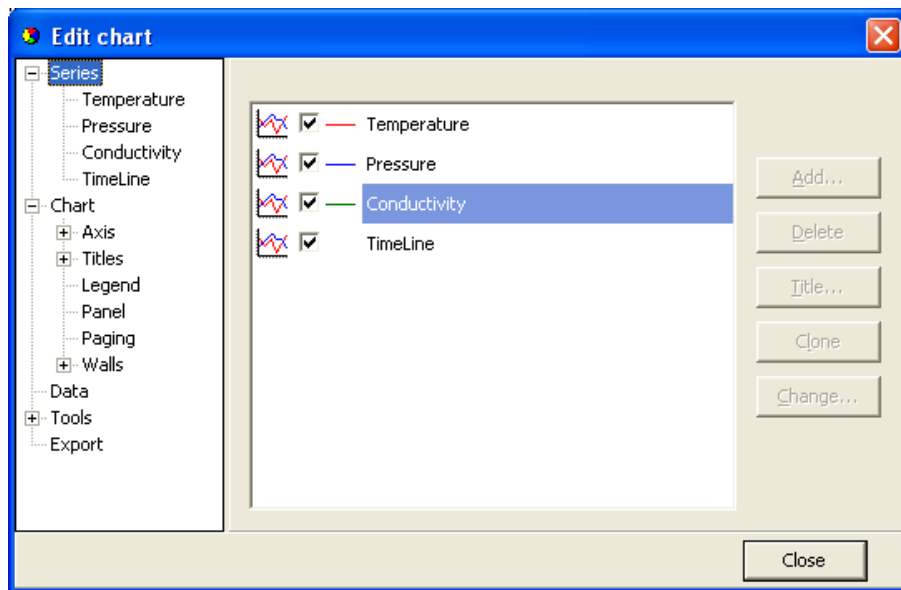 Edit chart
Series
Temperature
Pressure
Conductivity
TimeLine
Chart
Axis
Titles
Legend
Panel
Paging
Walls
Data
Tools
Export
Temperature
Pressure
Conductivity
TimeLine
Add...
Delete
Title...
Clone
Change...
Close